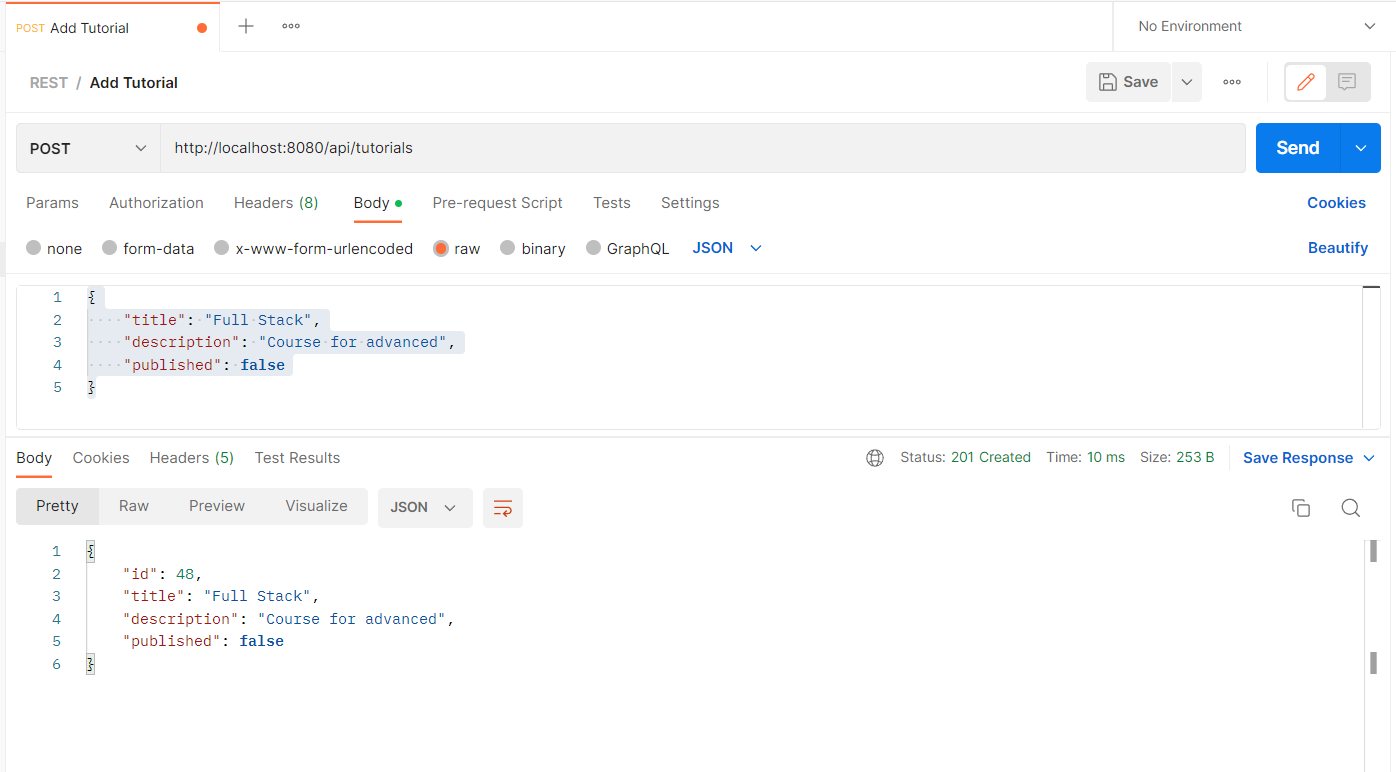 POST Add Tutorial No Environment
REST / Add Tutorial Save
POST http://localhost:8080/api/tutorials Send
Params Authorization Headers (8) Body Pre-request Script Tests Settings Cookies
none form-data x-www-form-urlencoded raw binary GraphQL JSON Beautify
1 {
2 "title": "Full Stack",
3 "description": "Course for advanced",
4 "published": false
5 }
Body Cookies Headers (5) Test Results Status: 201 Created Time: 10 ms Size: 253 B Save Response
Pretty Raw Preview Visualize JSON
1 {
2 "id": 48,
3 "title": "Full Stack",
4 "description": "Course for advanced",
5 "published": false
6 }